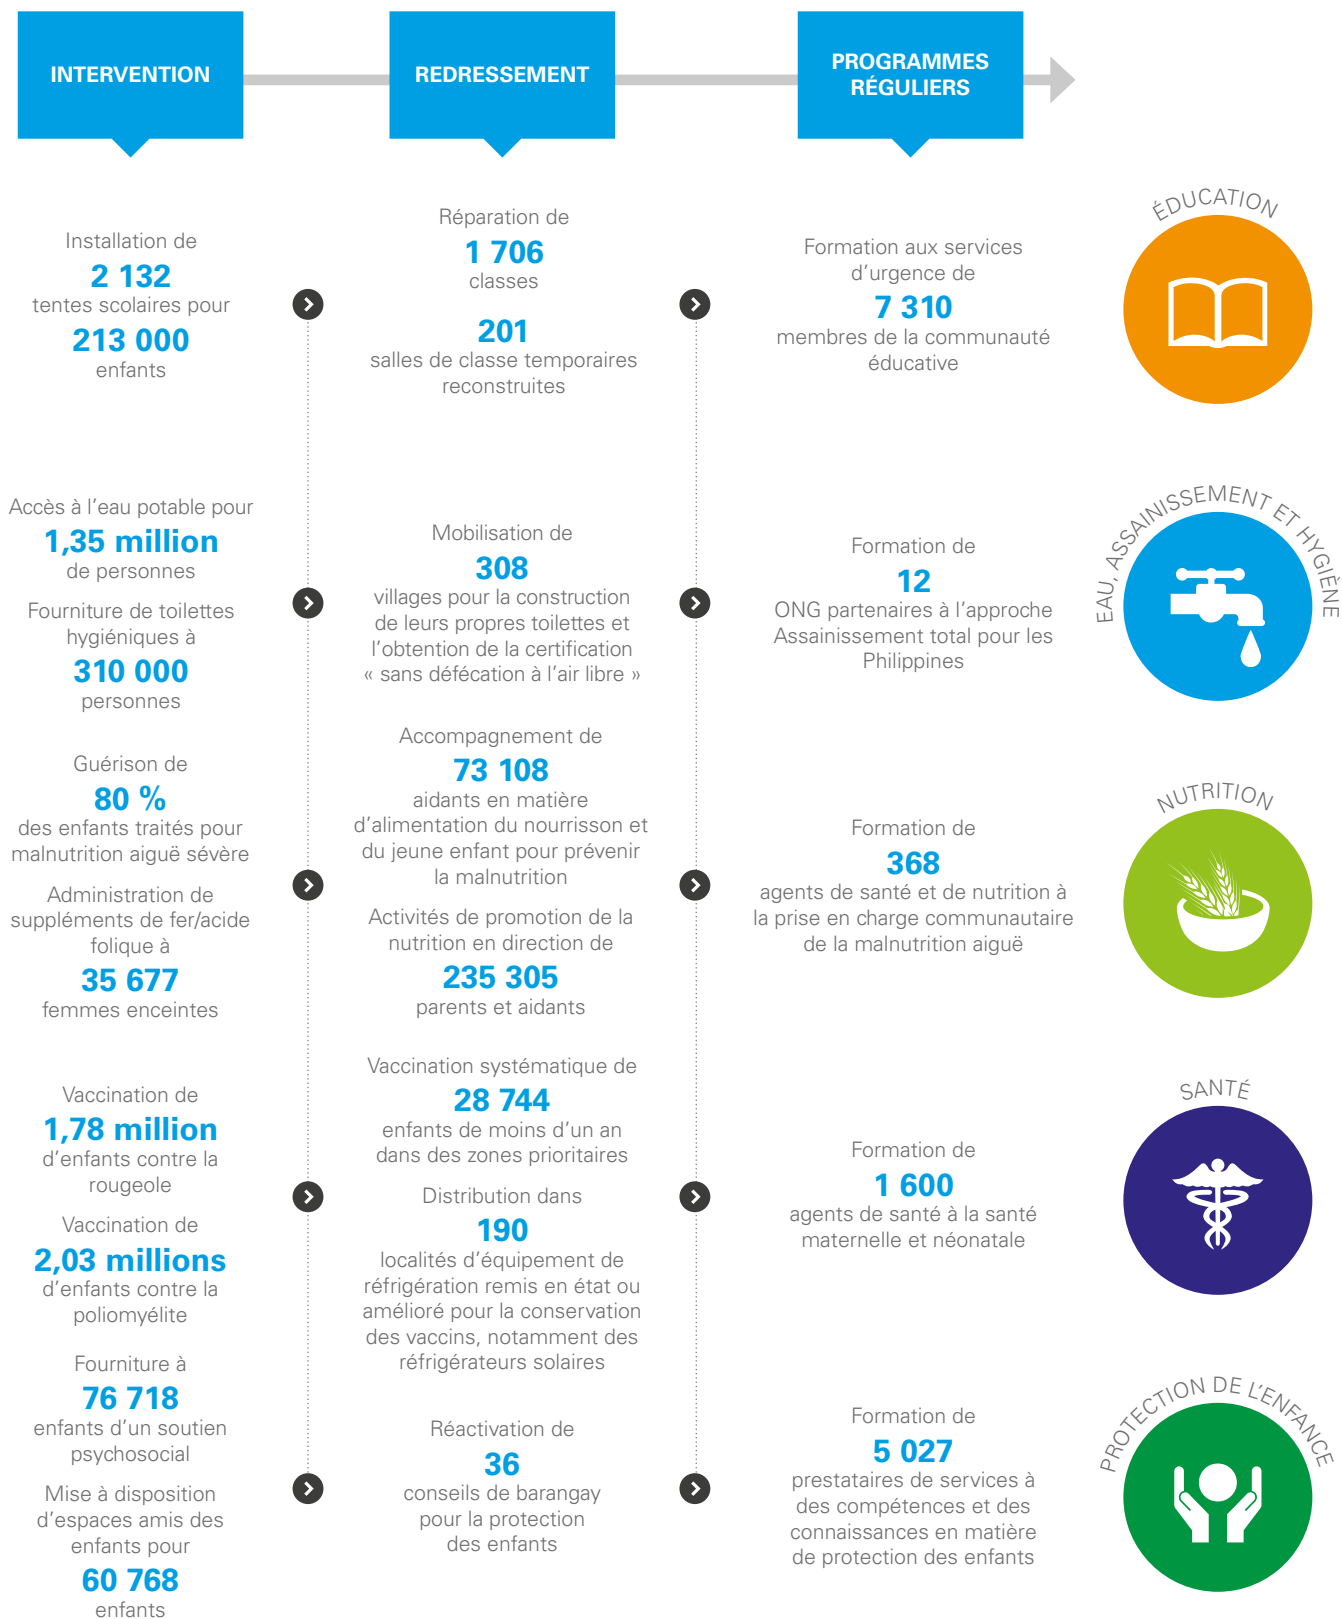 INTERVENTION
REDRESSEMENT
PROGRAMMES
RÉGULIERS
Installation de
2 132
tentes scolaires pour
213 000
enfants
Réparation de
1 706
classes
201
salles de classe temporaires
reconstruites
Formation aux services
d’urgence de
7 310
membres de la communauté
éducative
ÉDUCATION
Accès à l’eau potable pour
1,35 million
de personnes
Fourniture de toilettes
hygiéniques à
310 000
personnes
Mobilisation de
308
villages pour la construction
de leurs propres toilettes et
l’obtention de la certification
« sans défécation à l’air libre »
Formation de
12
ONG partenaires à l’approche
Assainissement total pour les
Philippines
EAU, ASSAINISSEMENT ET HYGIÈNE
Guérison de
80 %
des enfants traités pour
malnutrition aiguë sévère
Administration de
suppléments de fer/acide
folique à
35 677
femmes enceintes
Accompagnement de
73 108
aidants en matière
d’alimentation du nourrisson et
du jeune enfant pour prévenir
la malnutrition
Activités de promotion de la
nutrition en direction de
235 305
parents et aidants
Formation de
368
agents de santé et de nutrition à
la prise en charge communautaire
de la malnutrition aiguë
NUTRITION
Vaccination de
1,78 million
d’enfants contre la
rougeole
Vaccination de
2,03 millions
d’enfants contre la
poliomyélite
Vaccination systématique de
28 744
enfants de moins d’un an
dans des zones prioritaires
Distribution dans
190
localités d’équipement de
réfrigération remis en état ou
amélioré pour la conservation
des vaccins, notamment des
réfrigérateurs solaires
Formation de
1 600
agents de santé à la santé
maternelle et néonatale
SANTÉ
Fourniture à
76 718
enfants d’un soutien
psychosocial
Mise à disposition
d’espaces amis des
enfants pour
60 768
enfants
Réactivation de
36
conseils de barangay
pour la protection
des enfants
Formation de
5 027
prestataires de services à
des compétences et des
connaissances en matière
de protection des enfants
PROTECTION DE L’ENFANCE